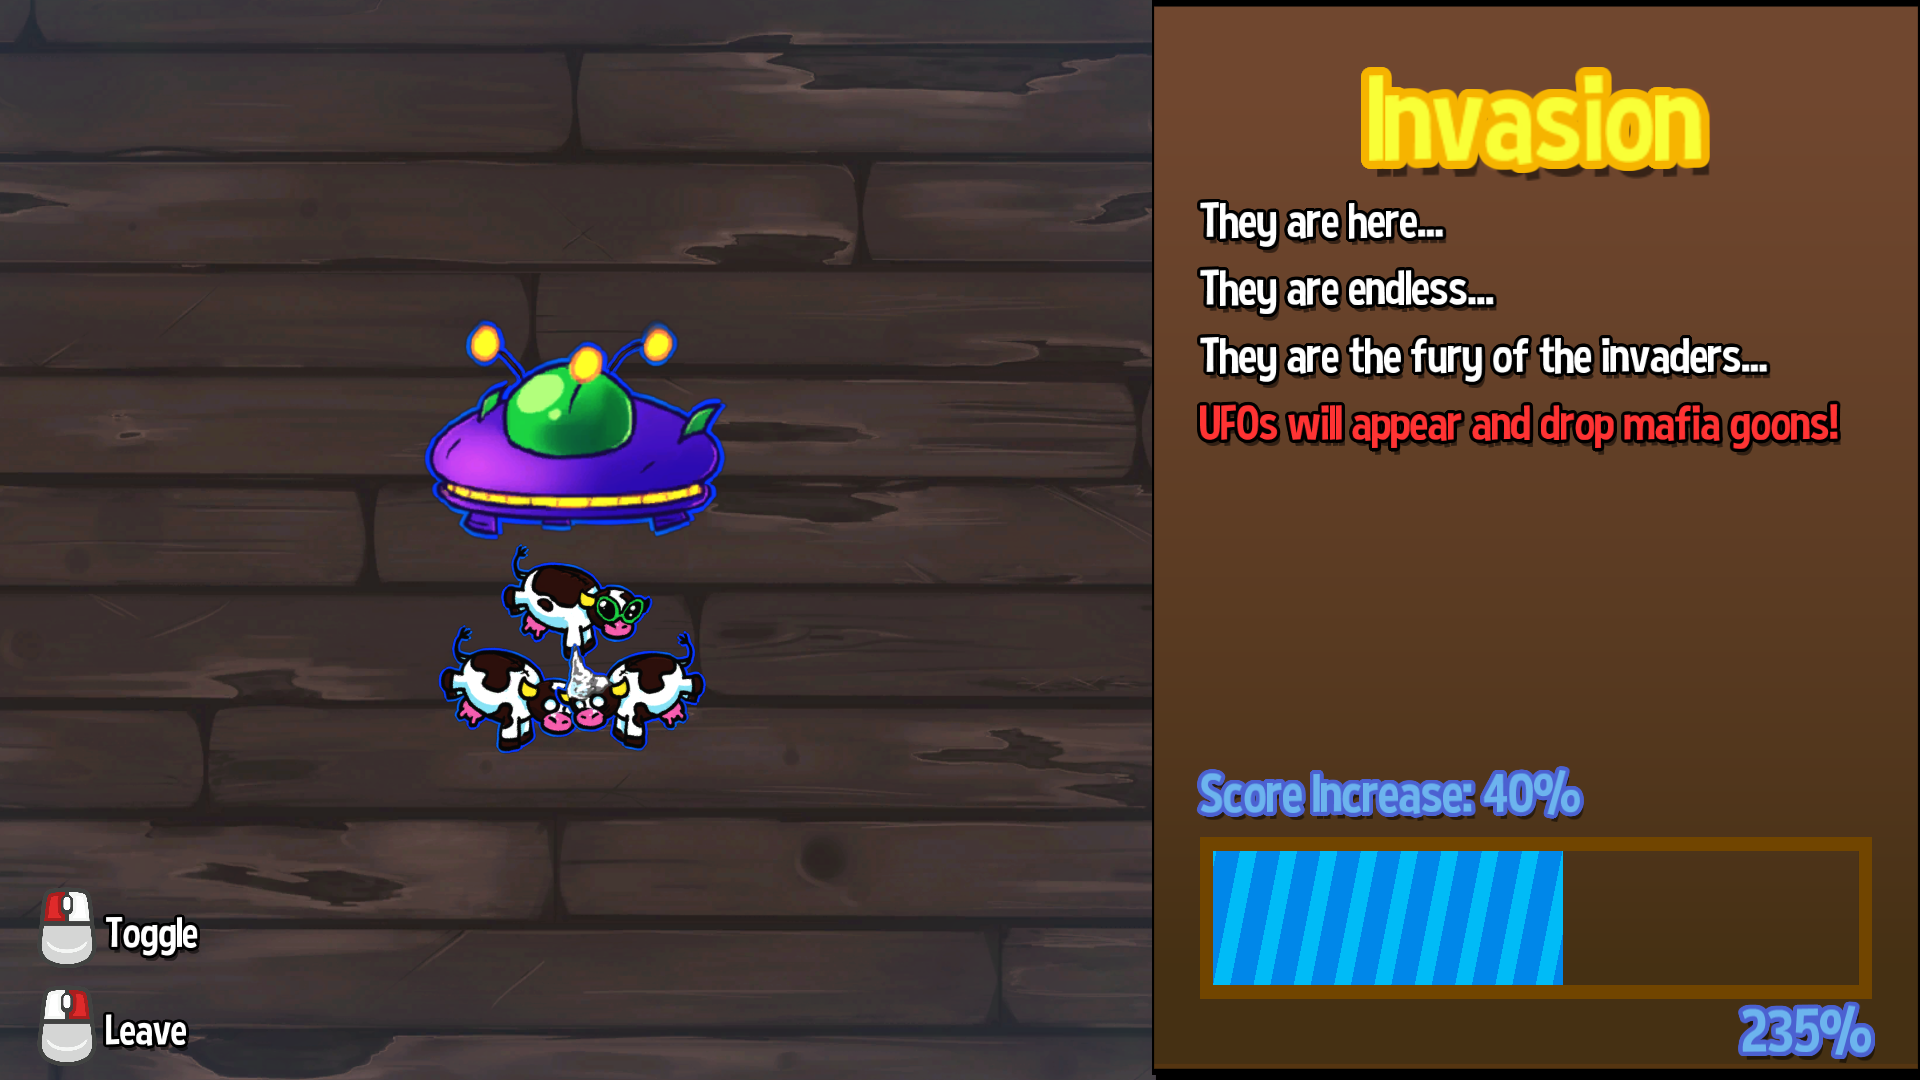 Invasion
They are here...
They are endless...
They are the fury of the invaders...
UFOs will appear and drop mafia goons!
Score Increase: 40%
235%
Toggle
Leave